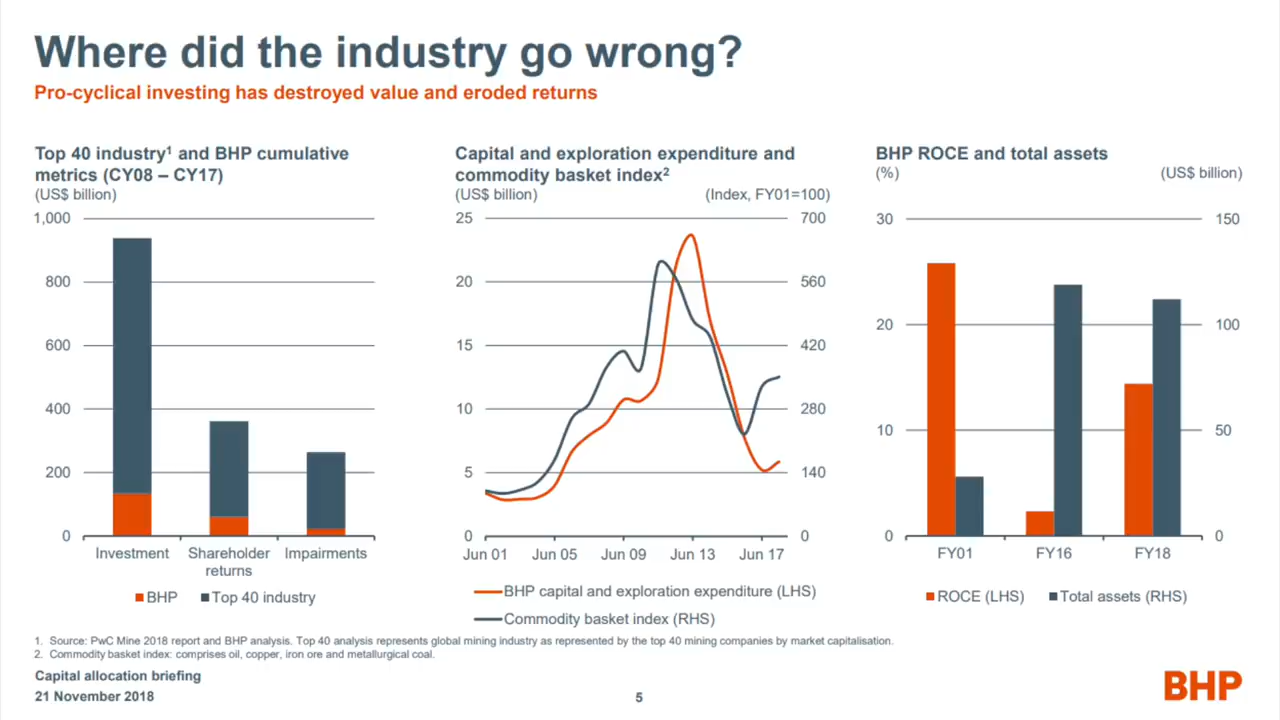 Where did the industry go wrong?
Pro-cyclical investing has destroyed value and eroded returns
Top 40 industry¹ and BHP cumulative
metrics (CY08 – CY17)
(US$ billion)
1,000
800
600
400
200
0
Investment
Shareholder
returns
Impairments
BHP
Top 40 industry
Capital and exploration expenditure and
commodity basket index²
(US$ billion)
(Index, FY01=100)
25
20
15
10
5
0
700
560
420
280
140
0
Jun 01
Jun 05
Jun 09
Jun 13
Jun 17
BHP capital and exploration expenditure (LHS)
Commodity basket index (RHS)
BHP ROCE and total assets
(%)
(US$ billion)
30
20
10
0
150
100
50
0
FY01
FY16
FY18
ROCE (LHS)
Total assets (RHS)
1. Source: PwC Mine 2018 report and BHP analysis. Top 40 analysis represents global mining industry as represented by the top 40 mining companies by market capitalisation.
2. Commodity basket index: comprises oil, copper, iron ore and metallurgical coal.
Capital allocation briefing
21 November 2018
5
BHP